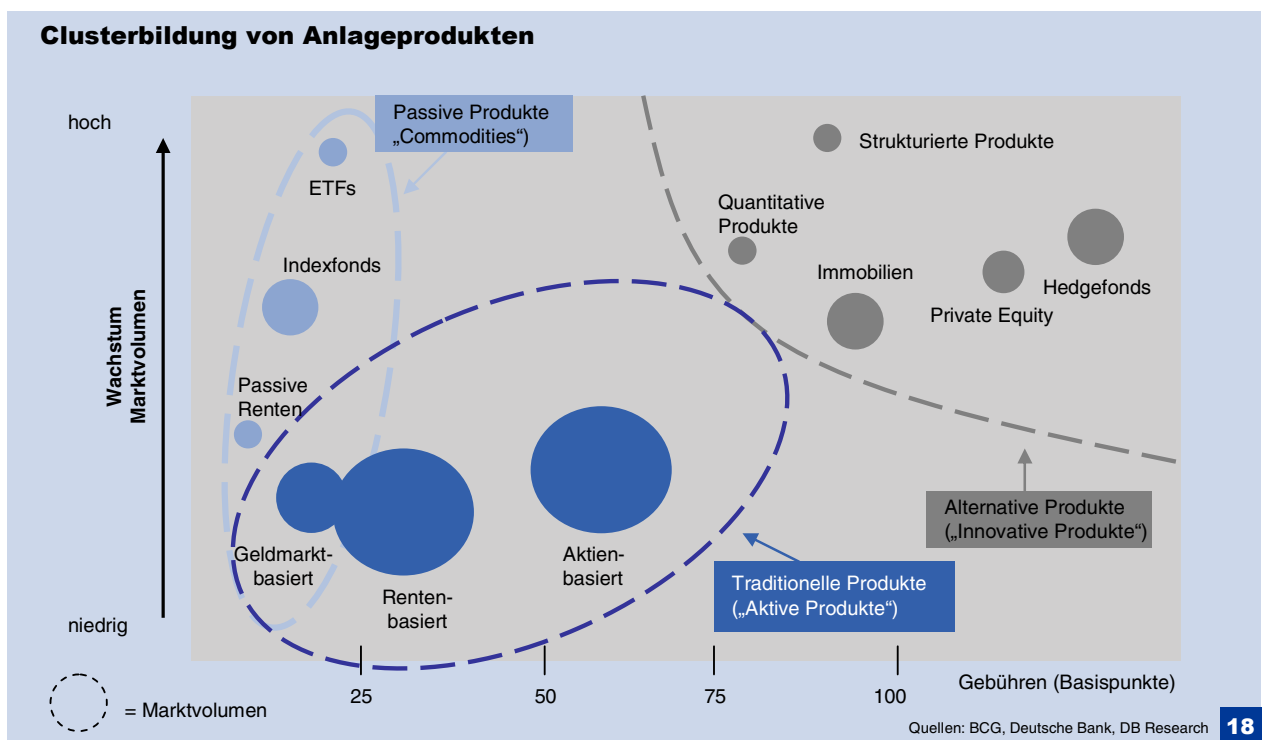 Clusterbildung von Anlageprodukten
hoch
Wachstum
Marktvolumen
niedrig
Passive Produkte
„Commodities“)
ETFs
Indexfonds
Passive
Renten
Geldmarkt-
basiert
Renten-
basiert
Aktien-
basiert
Strukturierte Produkte
Quantitative
Produkte
Immobilien
Private Equity
Hedgefonds
Alternative Produkte
(„Innovative Produkte“)
Traditionelle Produkte
(„Aktive Produkte“)
25
50
75
100
Gebühren (Basispunkte)
= Marktvolumen
Quellen: BCG, Deutsche Bank, DB Research
18